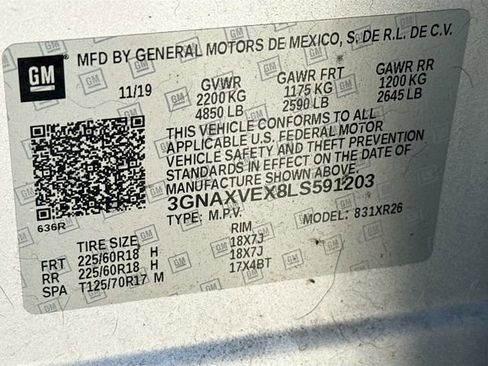 GM
MFD BY GENERAL MOTORS DE MEXICO, S. DE R.L. DE C.V.
11/19 GVWR GAWR FRT GAWR RR
2200 KG 1175 KG 1200 KG
4850 LB 2590 LB 2645 LB
THIS VEHICLE CONFORMS TO ALL
APPLICABLE U.S. FEDERAL MOTOR
VEHICLE SAFETY AND THEFT PREVENTION
STANDARDS IN EFFECT ON THE DATE OF
MANUFACTURE SHOWN ABOVE.
3GNAXVEX8LS591203
636R TYPE: M.P.V. MODEL: 831XR26
TIRE SIZE RIM
FRT 225/60R18 H 18X7J
RR 225/60R18 H 18X7J
SPA T125/70R17 M 17X4BT